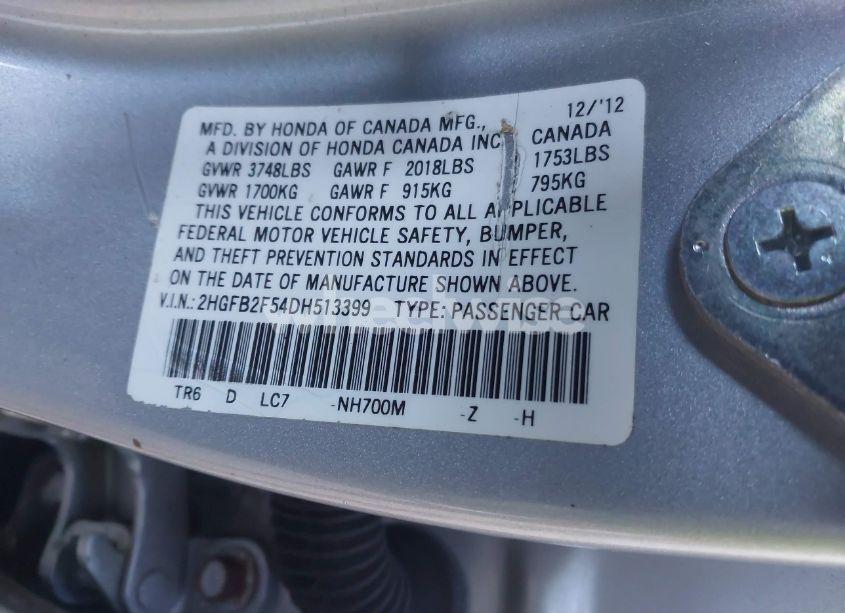 12/'12
MFD. BY HONDA OF CANADA MFG.,
A DIVISION OF HONDA CANADA INC CANADA
GVWR 3748LBS GAWR F 2018LBS 1753LBS
GVWR 1700KG GAWR F 915KG 795KG
THIS VEHICLE CONFORMS TO ALL APPLICABLE
FEDERAL MOTOR VEHICLE SAFETY, BUMPER,
AND THEFT PREVENTION STANDARDS IN EFFECT
ON THE DATE OF MANUFACTURE SHOWN ABOVE.
V.I.N.: 2HGFB2F54DH513399 TYPE: PASSENGER CAR
TR6 D LC7 -NH700M -Z -H